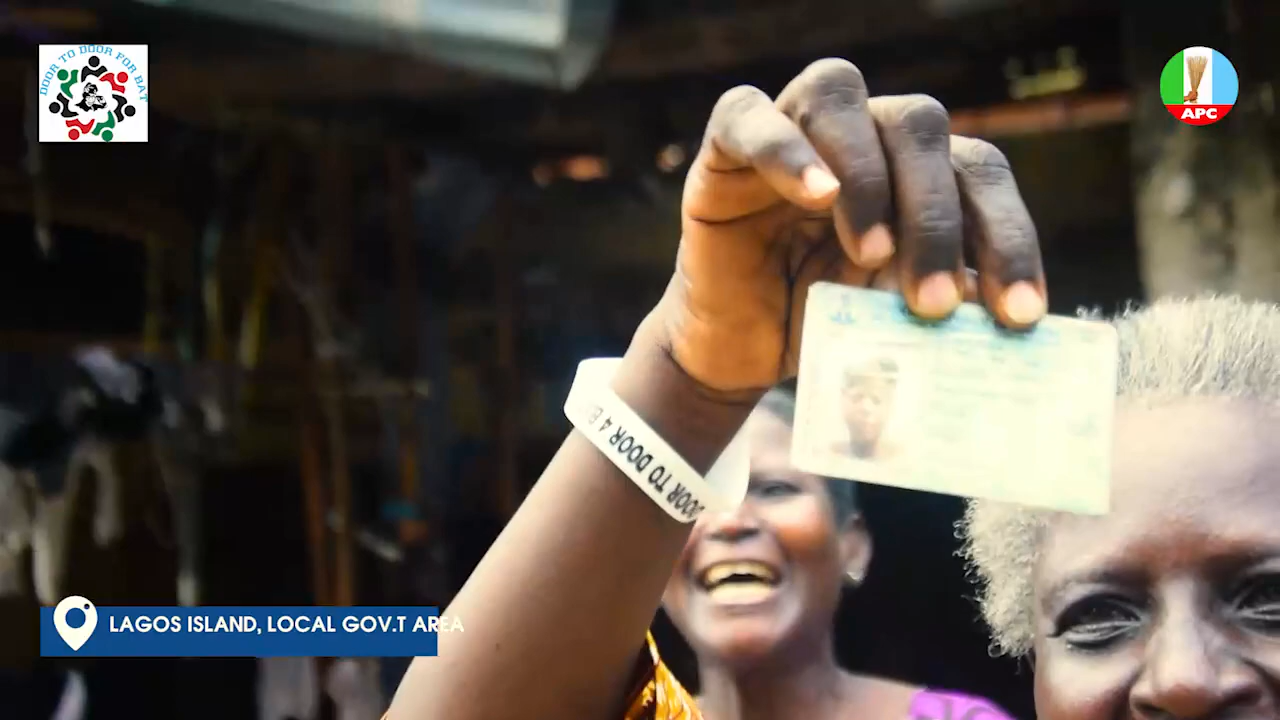 DOOR TO DOOR FOR BAT
APC
DOOR TO DOOR 4 B
LAGOS ISLAND, LOCAL GOV.T AREA